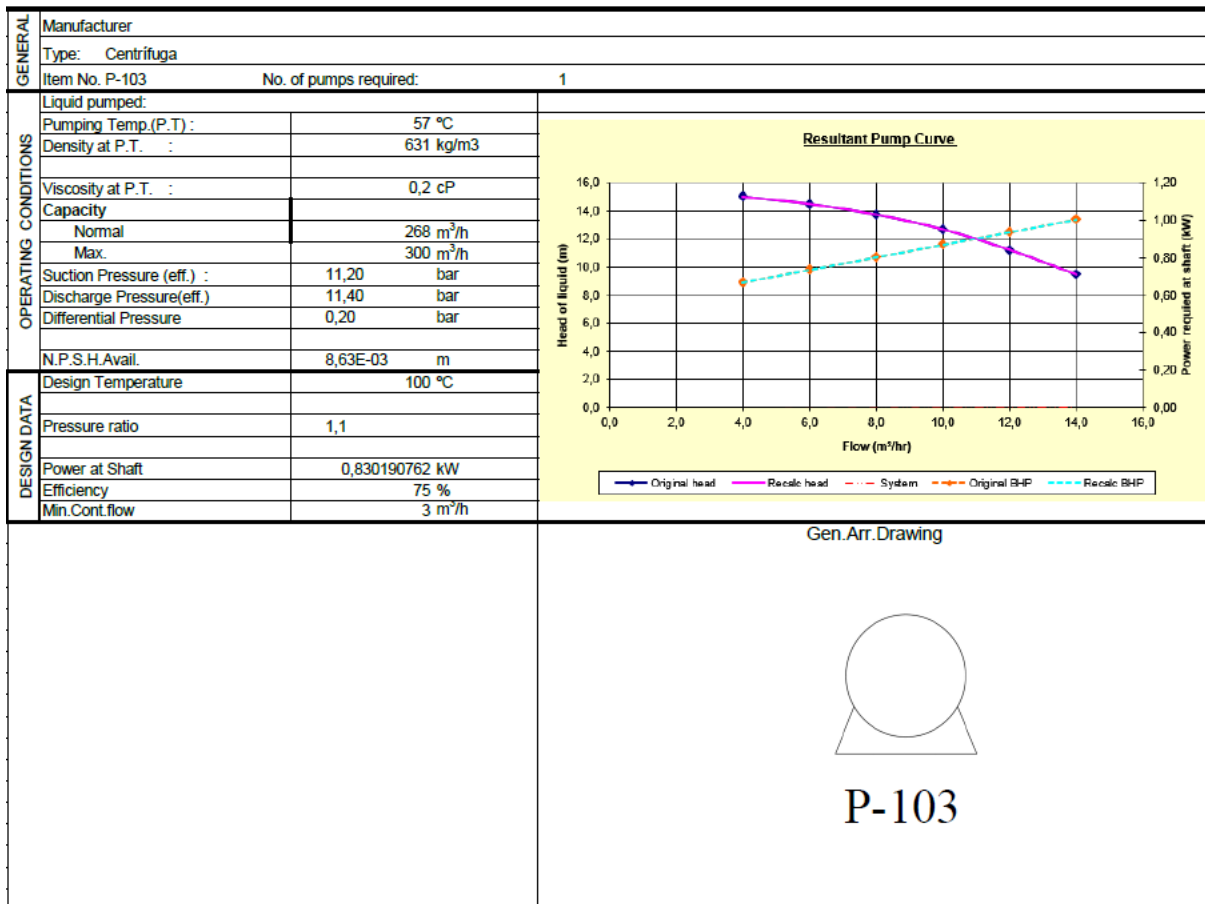 GENERAL
Manufacturer
Type: Centrífuga
Item No. P-103 No. of pumps required: 1
OPERATING CONDITIONS
Liquid pumped:
Pumping Temp.(P.T) : 57 ºC
Density at P.T. : 631 kg/m3
Viscosity at P.T. : 0,2 cP
Capacity
Normal 268 m³/h
Max. 300 m³/h
Suction Pressure (eff.) : 11,20 bar
Discharge Pressure(eff.) 11,40 bar
Differential Pressure 0,20 bar
N.P.S.H.Avail. 8,63E-03 m
DESIGN DATA
Design Temperature 100 ºC
Pressure ratio 1,1
Power at Shaft 0,830190762 kW
Efficiency 75 %
Min.Cont.flow 3 m³/h
Resultant Pump Curve
Head of liquid (m)
16,0
14,0
12,0
10,0
8,0
6,0
4,0
2,0
0,0
0,0 2,0 4,0 6,0 8,0 10,0 12,0 14,0 16,0
Flow (m³/hr)
1,20
1,00
0,80
0,60
0,40
0,20
0,00
Power requied at shaft (kW)
Original head Recalc head System Original BHP Recalc BHP
Gen.Arr.Drawing
P-103